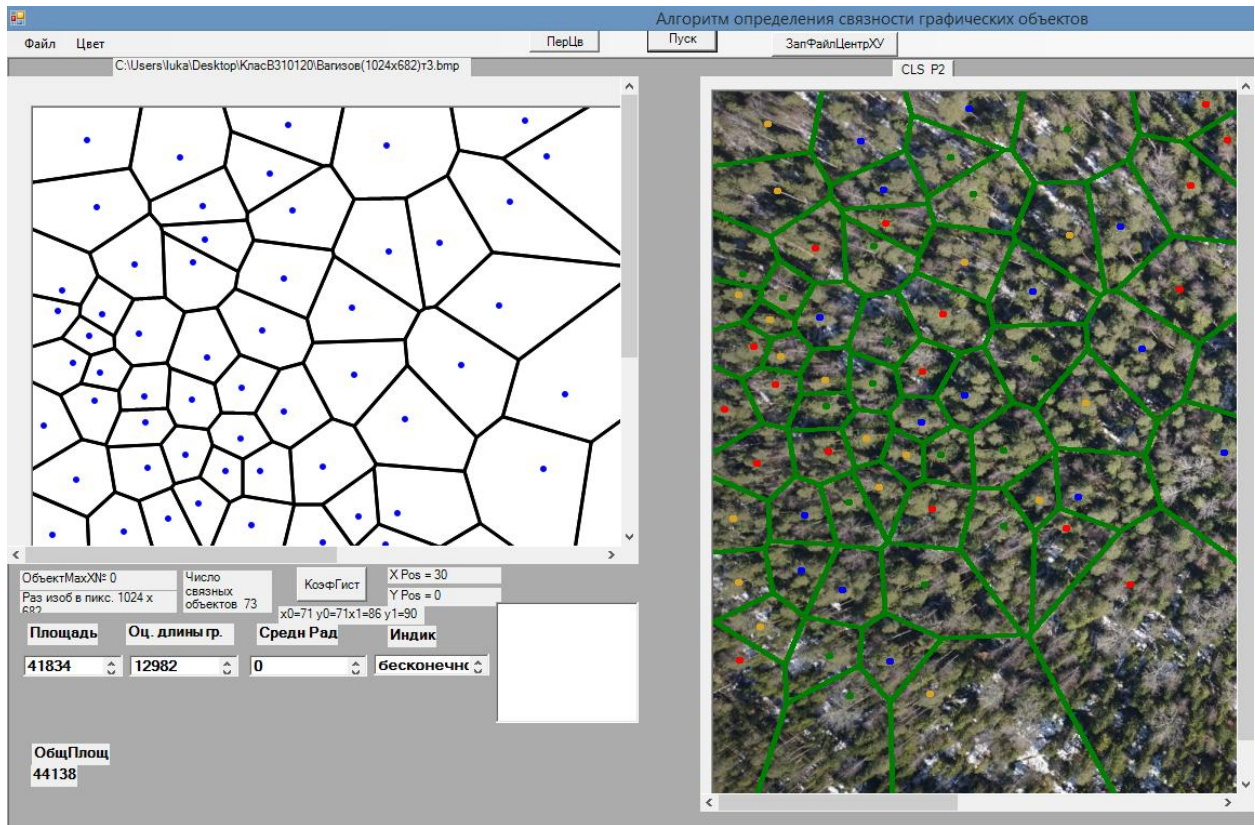 Алгоритм определения связности графических объектов
Файл Цвет ПерЦв Пуск ЗапФайлЦентрXY
C:\Users\luka\Desktop\КласВ310120\Вагизов(1024x682)т3.bmp
CLS P2
ОбъектМахХ№ 0
Раз изоб в пикс. 1024 x
682
Число
связных
объектов 73
КоэфГист
X Pos = 30
Y Pos = 0
x0=71 y0=71x1=86 y1=90
Площадь Оц. длины гр. Средн Рад Индик
41834 12982 0 бесконечно
ОбщПлощ
44138